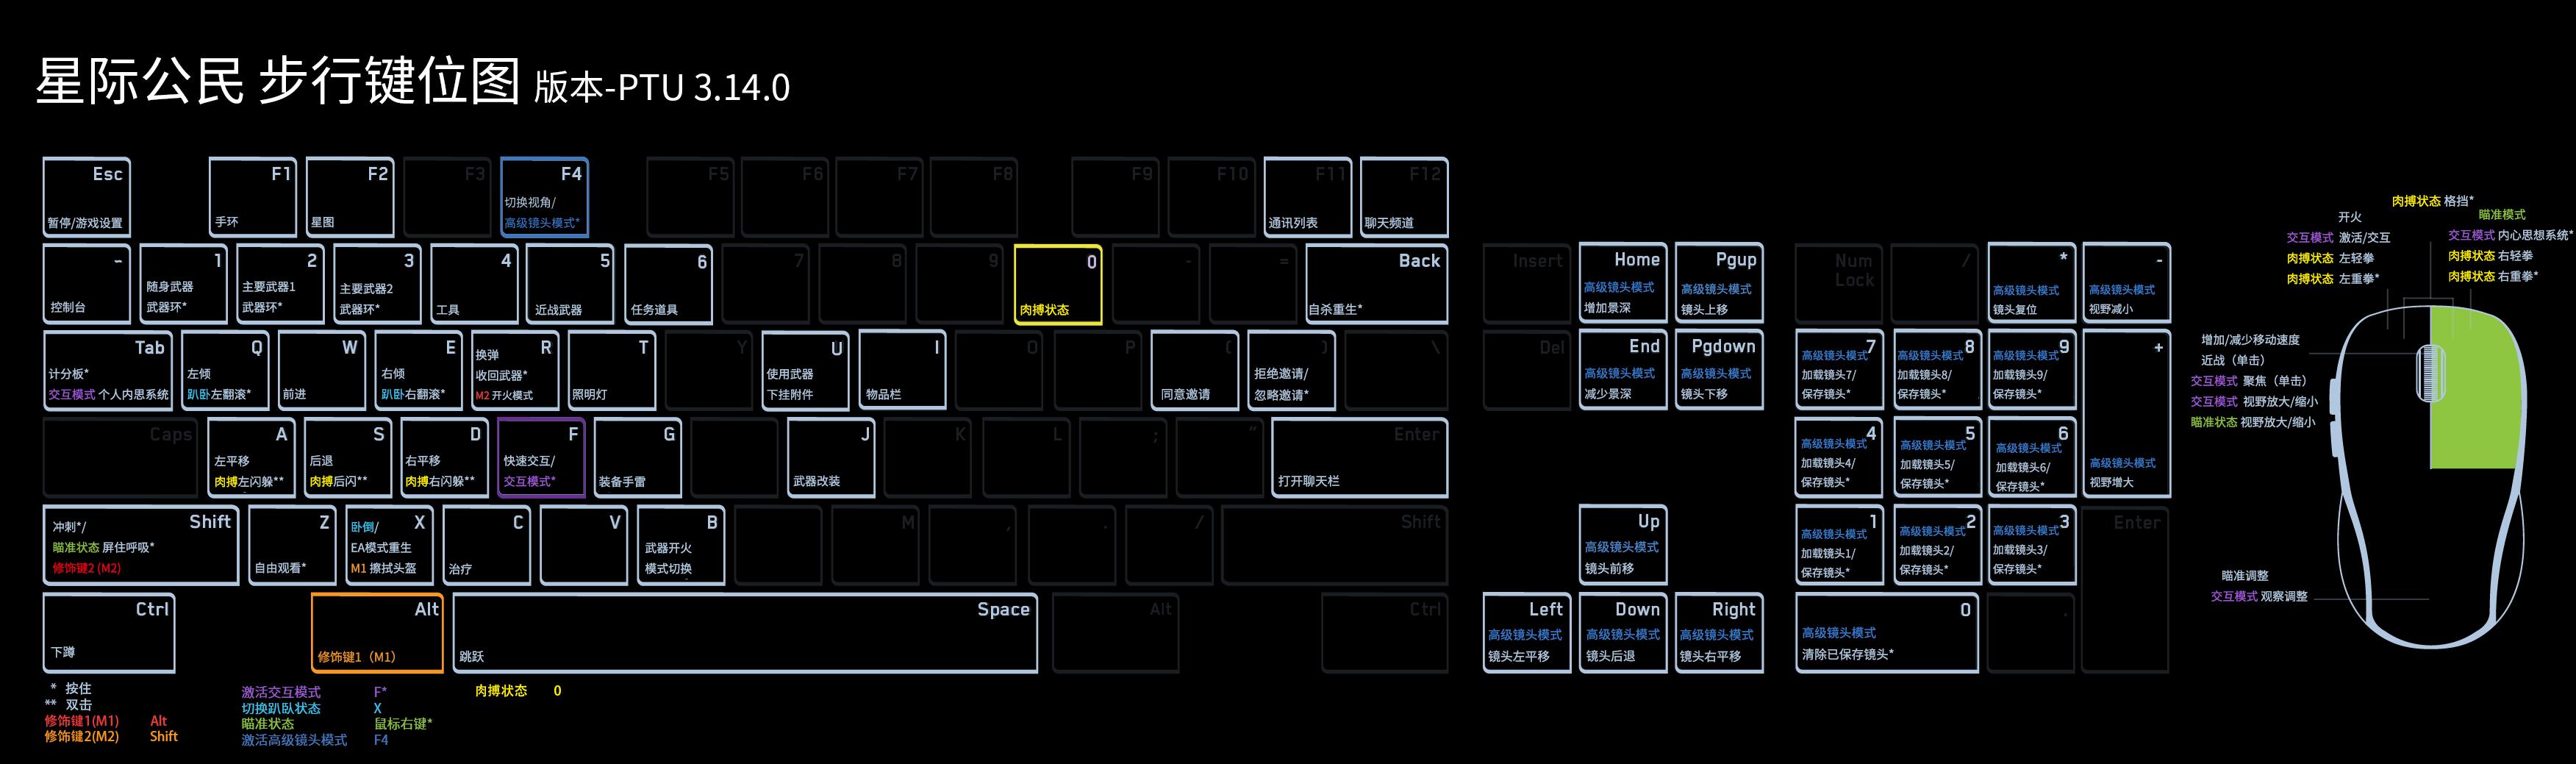 星际公民 步行键位图 版本-PTU 3.14.0
Esc
暂停/游戏设置
F1
手环
F2
星图
F3
F4
切换视角/
高级镜头模式*
F5
F6
F7
F8
F9
F10
F11
通讯列表
F12
聊天频道
~
控制台
1
随身武器
武器环*
2
主要武器1
武器环*
3
主要武器2
武器环*
4
工具
5
近战武器
6
任务道具
7
8
9
0
肉搏状态
-
=
Back
自杀重生*
Tab
计分板*
交互模式 个人内思系统
Q
左倾
趴卧左翻滚*
W
前进
E
右倾
趴卧右翻滚*
R
换弹
收回武器*
M2 开火模式
T
照明灯
Y
U
使用武器
下挂附件
I
物品栏
O
P
[
同意邀请
]
拒绝邀请/
忽略邀请*
\
Caps
A
左平移
肉搏左闪躲**
S
后退
肉搏后闪**
D
右平移
肉搏右闪躲**
F
快速交互/
交互模式*
G
装备手雷
J
武器改装
K
L
;
"
Enter
打开聊天栏
Shift
冲刺*/
瞄准状态 屏住呼吸*
修饰键2 (M2)
Z
自由观看*
X
卧倒/
EA模式重生
M1 擦拭头盔
C
治疗
V
B
武器开火
模式切换
M
,
.
/
Shift
Ctrl
下蹲
Alt
修饰键1（M1）
Space
跳跃
Alt
Ctrl
Insert
Home
高级镜头模式
增加景深
Pgup
高级镜头模式
镜头上移
Del
End
高级镜头模式
减少景深
Pgdown
高级镜头模式
镜头下移
Up
高级镜头模式
镜头前移
Left
高级镜头模式
镜头左平移
Down
高级镜头模式
镜头后退
Right
高级镜头模式
镜头右平移
Num
Lock
/
*
高级镜头模式
镜头复位
-
高级镜头模式
视野减小
7
高级镜头模式
加载镜头7/
保存镜头*
8
高级镜头模式
加载镜头8/
保存镜头*
9
高级镜头模式
加载镜头9/
保存镜头*
+
高级镜头模式
视野增大
4
高级镜头模式
加载镜头4/
保存镜头*
5
高级镜头模式
加载镜头5/
保存镜头*
6
高级镜头模式
加载镜头6/
保存镜头*
1
高级镜头模式
加载镜头1/
保存镜头*
2
高级镜头模式
加载镜头2/
保存镜头*
3
高级镜头模式
加载镜头3/
保存镜头*
Enter
0
高级镜头模式
清除已保存镜头*
.
肉搏状态 格挡*
开火
交互模式 激活/交互
肉搏状态 左轻拳
肉搏状态 左重拳*
瞄准模式
交互模式 内心思想系统*
肉搏状态 右轻拳
肉搏状态 右重拳*
增加/减少移动速度
近战（单击）
交互模式 聚焦（单击）
交互模式 视野放大/缩小
瞄准状态 视野放大/缩小
瞄准调整
交互模式 观察调整
* 按住
** 双击
修饰键1(M1) Alt
修饰键2(M2) Shift
激活交互模式 F*
切换趴卧状态 X
瞄准状态 鼠标右键*
激活高级镜头模式 F4
肉搏状态 0